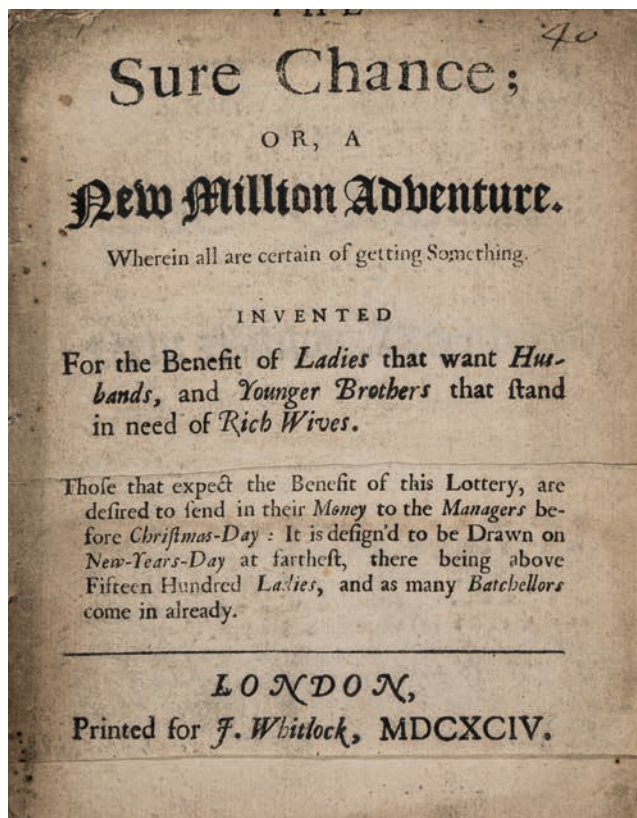 THE
40
Sure Chance;
OR, A
New Million Adventure.
Wherein all are certain of getting Something.
INVENTED
For the Benefit of Ladies that want Huſ-
bands, and Younger Brothers that ſtand
in need of Rich Wives.
Thoſe that expect the Benefit of this Lottery, are
deſired to ſend in their Money to the Managers be-
fore Chriſtmas-Day : It is deſign'd to be Drawn on
New-Years-Day at fartheſt, there being above
Fifteen Hundred Ladies, and as many Batchellors
come in already.
LONDON,
Printed for J. Whitlock, MDCXCIV.